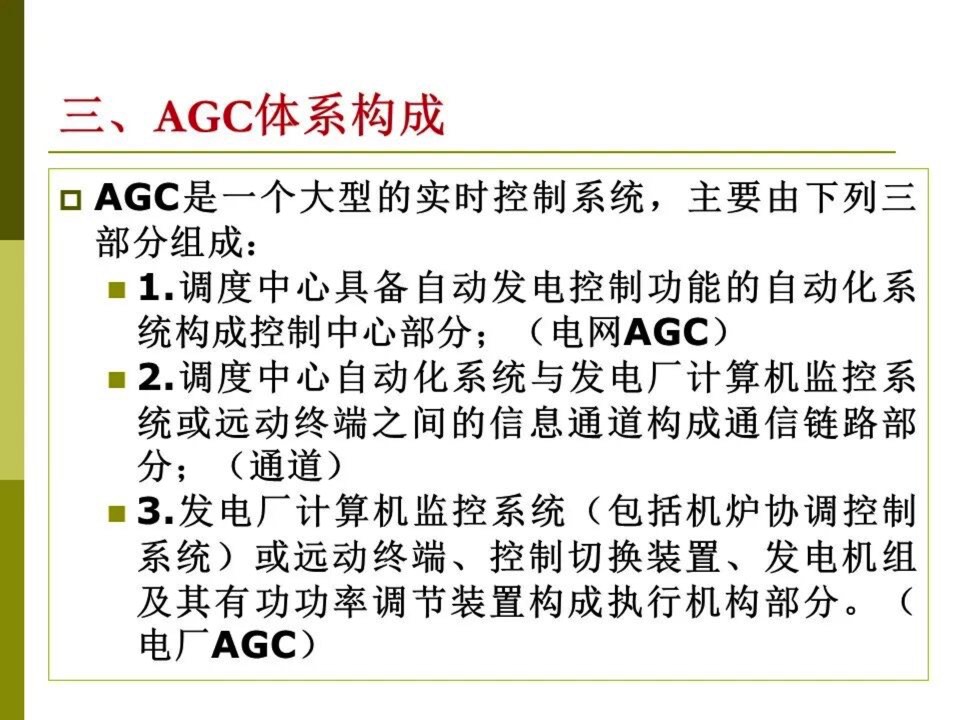 三、AGC体系构成
AGC是一个大型的实时控制系统，主要由下列三
部分组成：
1.调度中心具备自动发电控制功能的自动化系
统构成控制中心部分；（电网AGC）
2.调度中心自动化系统与发电厂计算机监控系
统或远动终端之间的信息通道构成通信链路部
分；（通道）
3.发电厂计算机监控系统（包括机炉协调控制
系统）或远动终端、控制切换装置、发电机组
及其有功功率调节装置构成执行机构部分。（
电厂AGC）